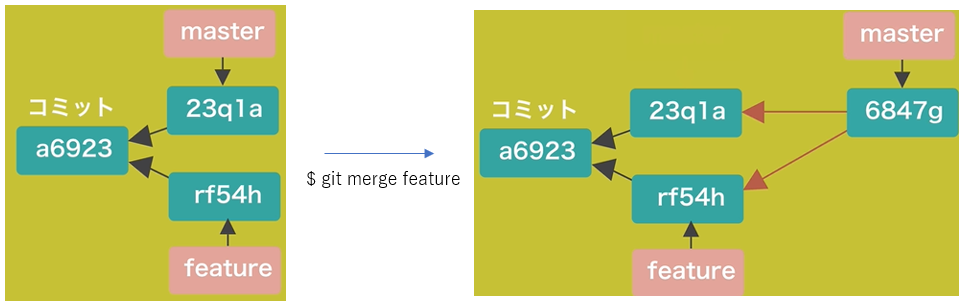 master
コミット
23q1a
a6923
rf54h
feature
$ git merge feature
master
コミット
23q1a
6847g
a6923
rf54h
feature